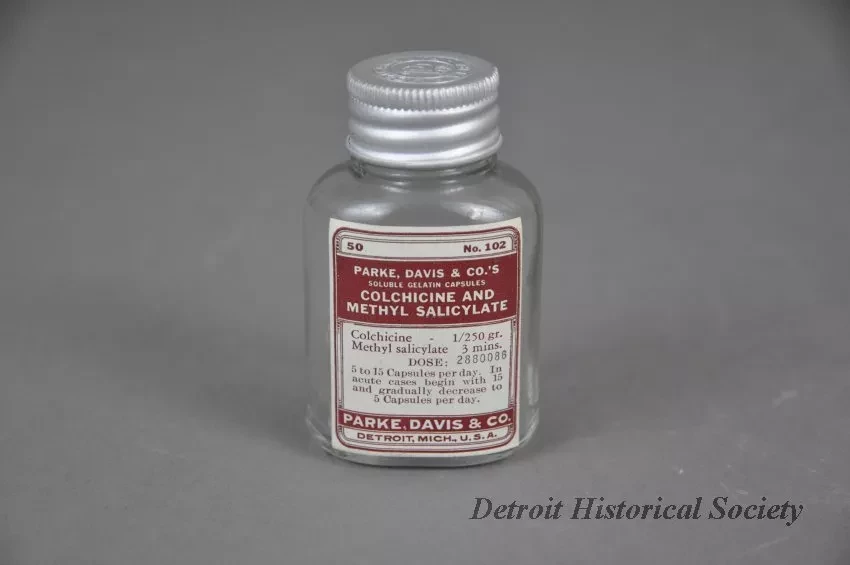 50 No. 102
PARKE, DAVIS & CO.'S
SOLUBLE GELATIN CAPSULES
COLCHICINE AND
METHYL SALICYLATE
Colchicine - 1/250 gr.
Methyl salicylate 3 mins.
DOSE: 2880086
5 to 15 Capsules per day. In
acute cases begin with 15
and gradually decrease to
5 Capsules per day.
PARKE, DAVIS & CO.
DETROIT, MICH., U.S.A.
Detroit Historical Society